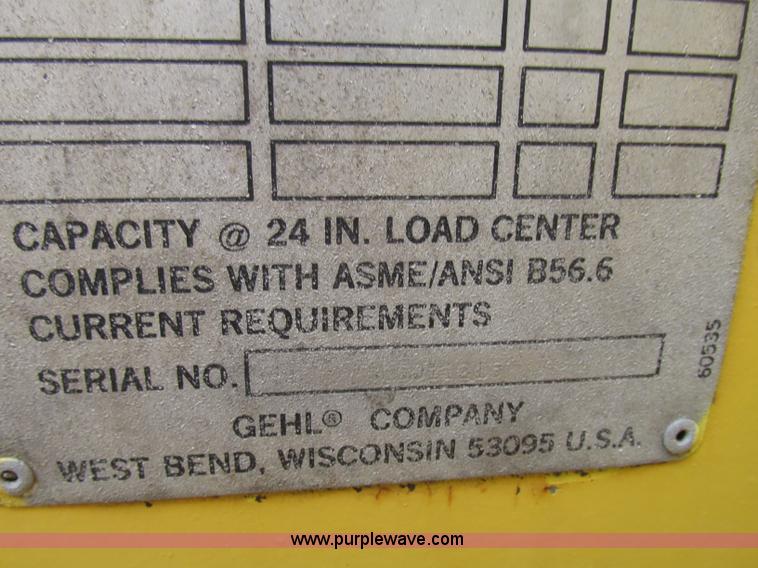 CAPACITY @ 24 IN. LOAD CENTER
COMPLIES WITH ASME/ANSI B56.6
CURRENT REQUIREMENTS
SERIAL NO.
60535
GEHL® COMPANY
WEST BEND, WISCONSIN 53095 U.S.A.
www.purplewave.com